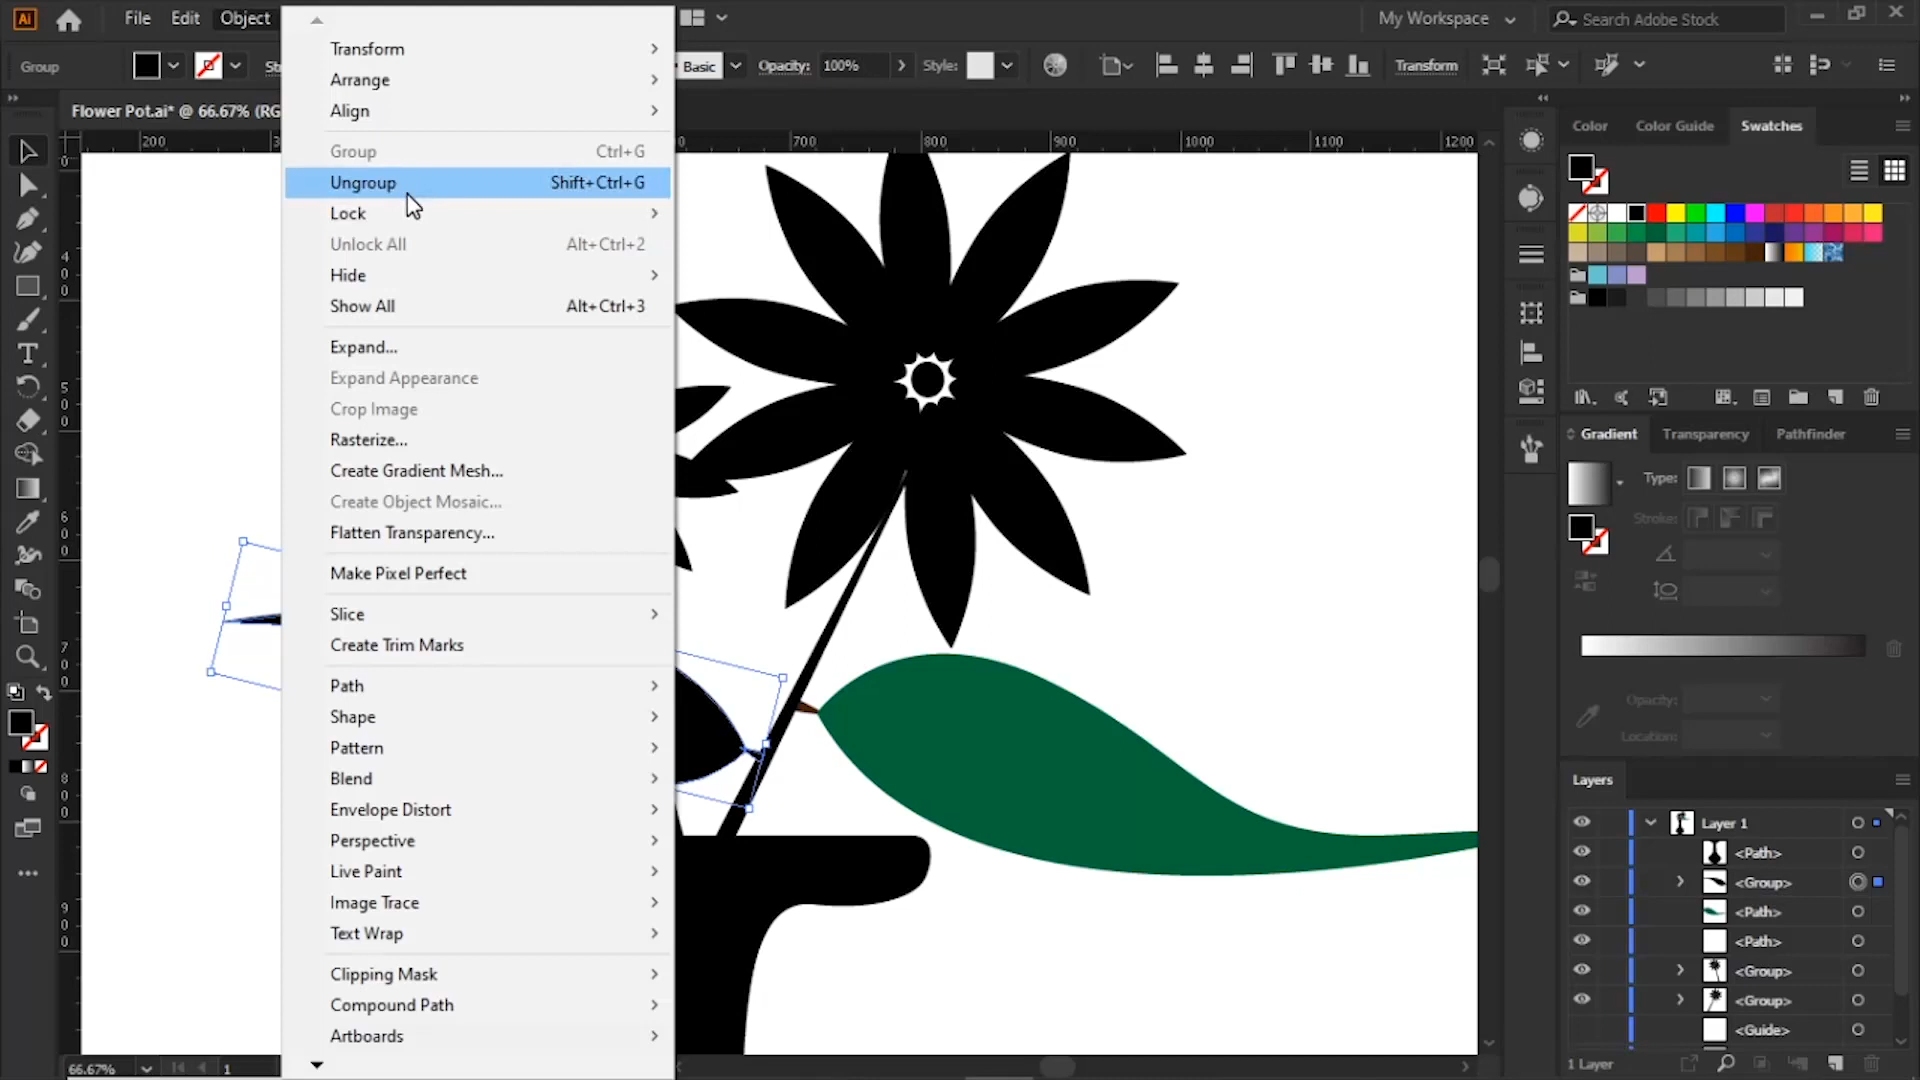 Ai File Edit Object My Workspace Search Adobe Stock
Group Basic Opacity: 100% Style: Transform
Flower Pot.ai* @ 66.67% (RG
200 700 800 900 1000 1100 1200
Transform
Arrange
Align
Group Ctrl+G
Ungroup Shift+Ctrl+G
Lock
Unlock All Alt+Ctrl+2
Hide
Show All Alt+Ctrl+3
Expand...
Expand Appearance
Crop Image
Rasterize...
Create Gradient Mesh...
Create Object Mosaic...
Flatten Transparency...
Make Pixel Perfect
Slice
Create Trim Marks
Path
Shape
Pattern
Blend
Envelope Distort
Perspective
Live Paint
Image Trace
Text Wrap
Clipping Mask
Compound Path
Artboards
Color Color Guide Swatches
Gradient Transparency Pathfinder
Type:
Stroke:
Opacity:
Location:
Layers
Layer 1
<Path>
<Group>
<Path>
<Path>
<Group>
<Group>
<Guide>
1 Layer
66.67% 1